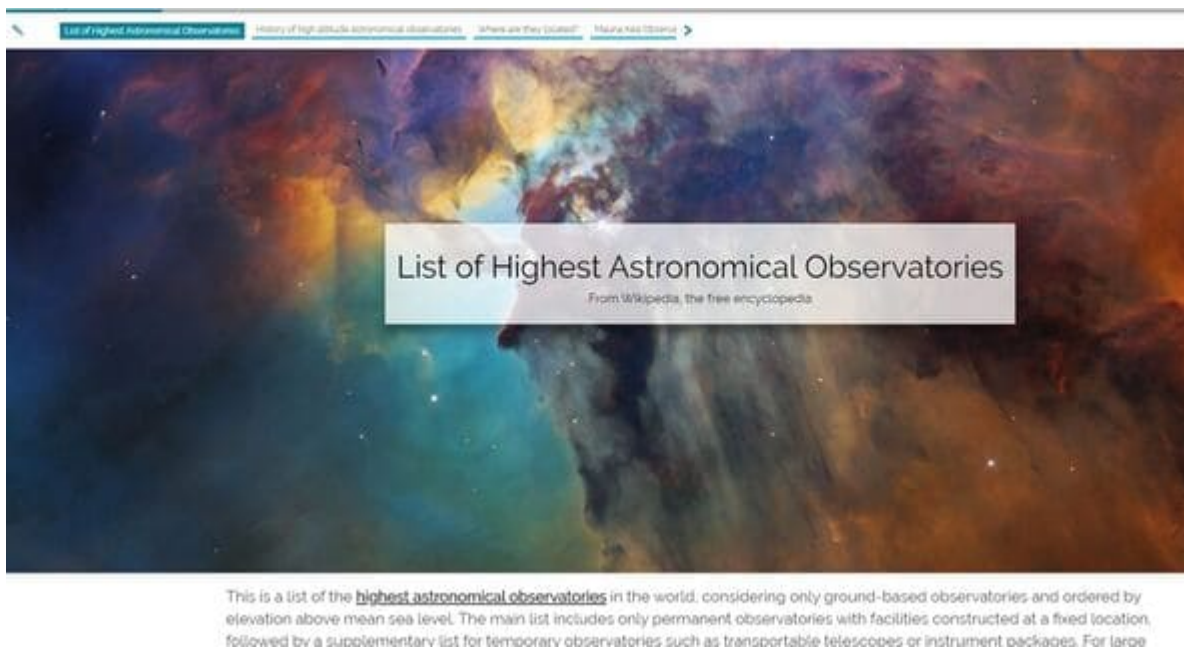 List of Highest Astronomical Observatories
History of high altitude astronomical observatories
Where are they located?
Mauna Kea Observa
List of Highest Astronomical Observatories
From Wikipedia, the free encyclopedia
This is a list of the highest astronomical observatories in the world, considering only ground-based observatories and ordered by
elevation above mean sea level. The main list includes only permanent observatories with facilities constructed at a fixed location,
followed by a supplementary list for temporary observatories such as transportable telescopes or instrument packages. For large